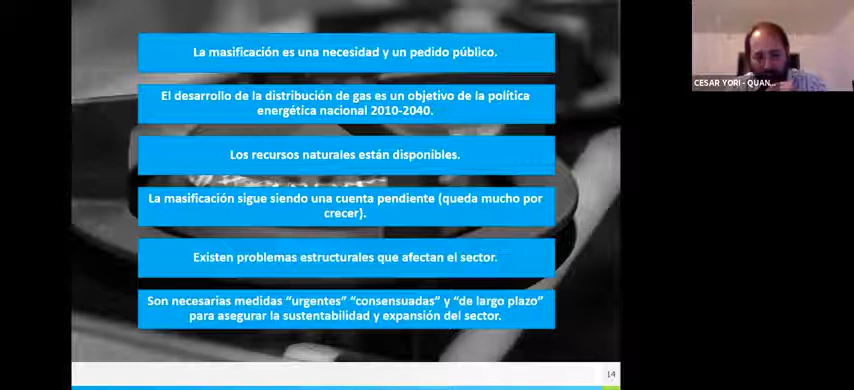 La masificación es una necesidad y un pedido público.
CESAR YORI - QUAN...
El desarrollo de la distribución de gas es un objetivo de la política
energética nacional 2010-2040.
Los recursos naturales están disponibles.
La masificación sigue siendo una cuenta pendiente (queda mucho por
crecer).
Existen problemas estructurales que afectan el sector.
Son necesarias medidas “urgentes” “consensuadas” y “de largo plazo”
para asegurar la sustentabilidad y expansión del sector.
14